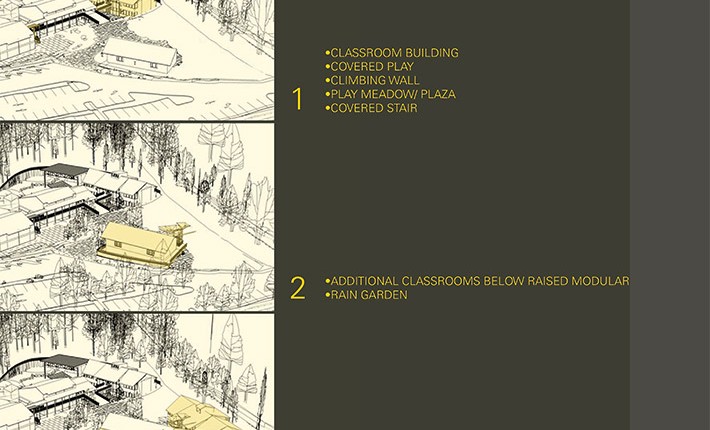 •CLASSROOM BUILDING
•COVERED PLAY
•CLIMBING WALL
•PLAY MEADOW/ PLAZA
•COVERED STAIR
1
•ADDITIONAL CLASSROOMS BELOW RAISED MODULAR
•RAIN GARDEN
2